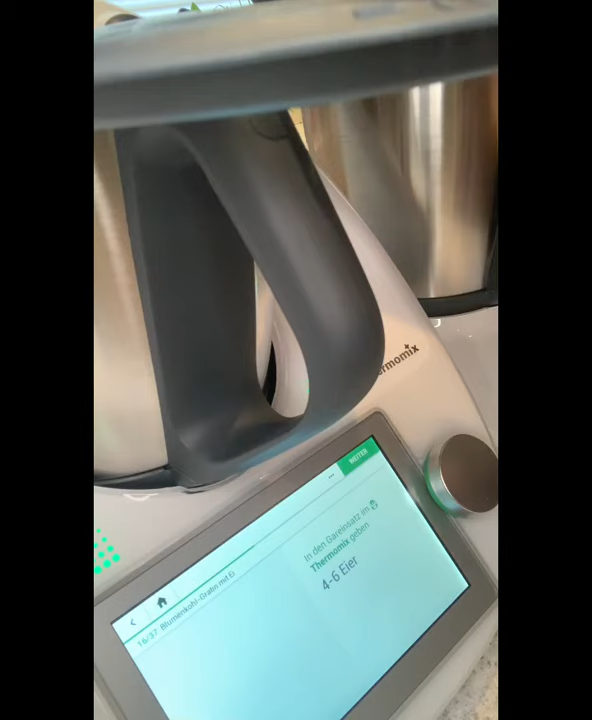 thermomix
WEITER
16/37 Blumenkohl-Gratin mit Ei
In den Gareinsatz im
Thermomix geben
4-6 Eier